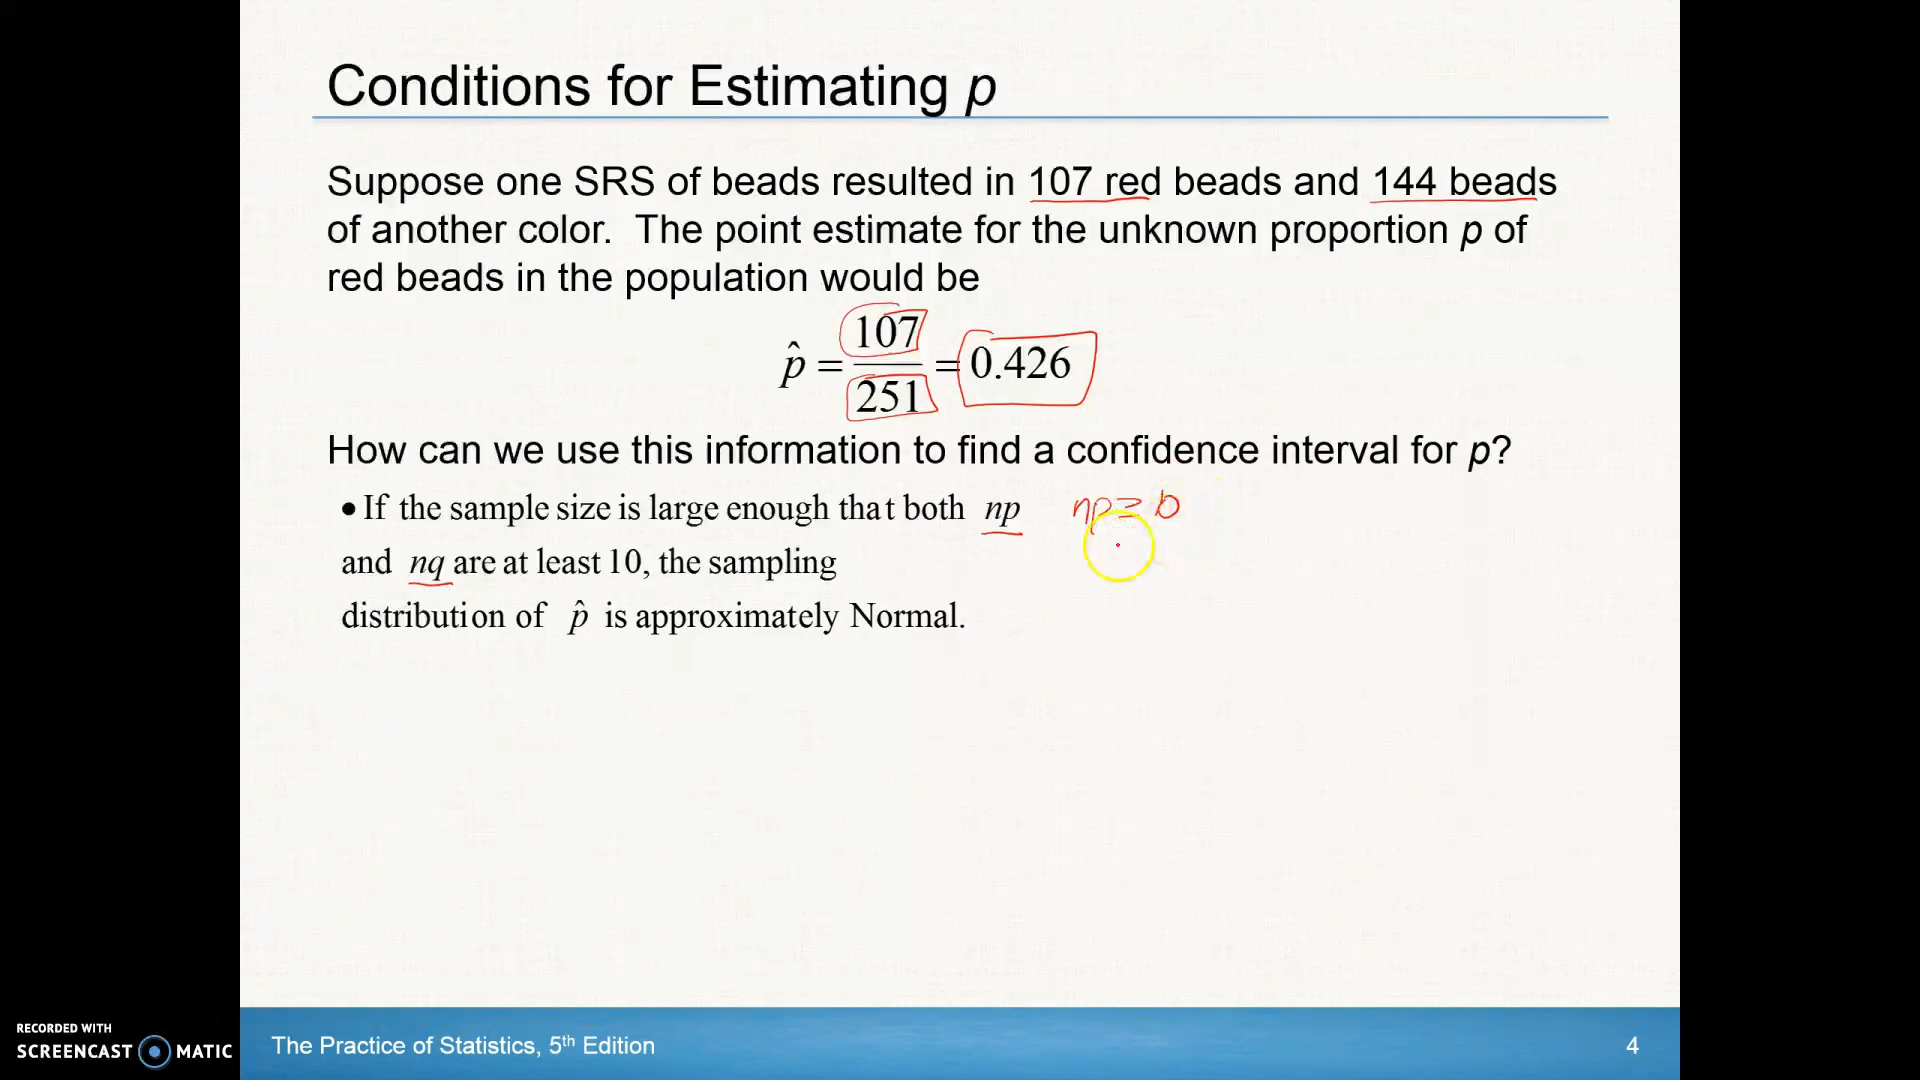 Conditions for Estimating p
Suppose one SRS of beads resulted in 107 red beads and 144 beads
of another color. The point estimate for the unknown proportion p of
red beads in the population would be
p̂ = 107/251 = 0.426
How can we use this information to find a confidence interval for p?
•If the sample size is large enough that both np np≥
and nq are at least 10, the sampling
distribution of p̂ is approximately Normal.
RECORDED WITH
SCREENCAST MATIC
The Practice of Statistics, 5th Edition
4